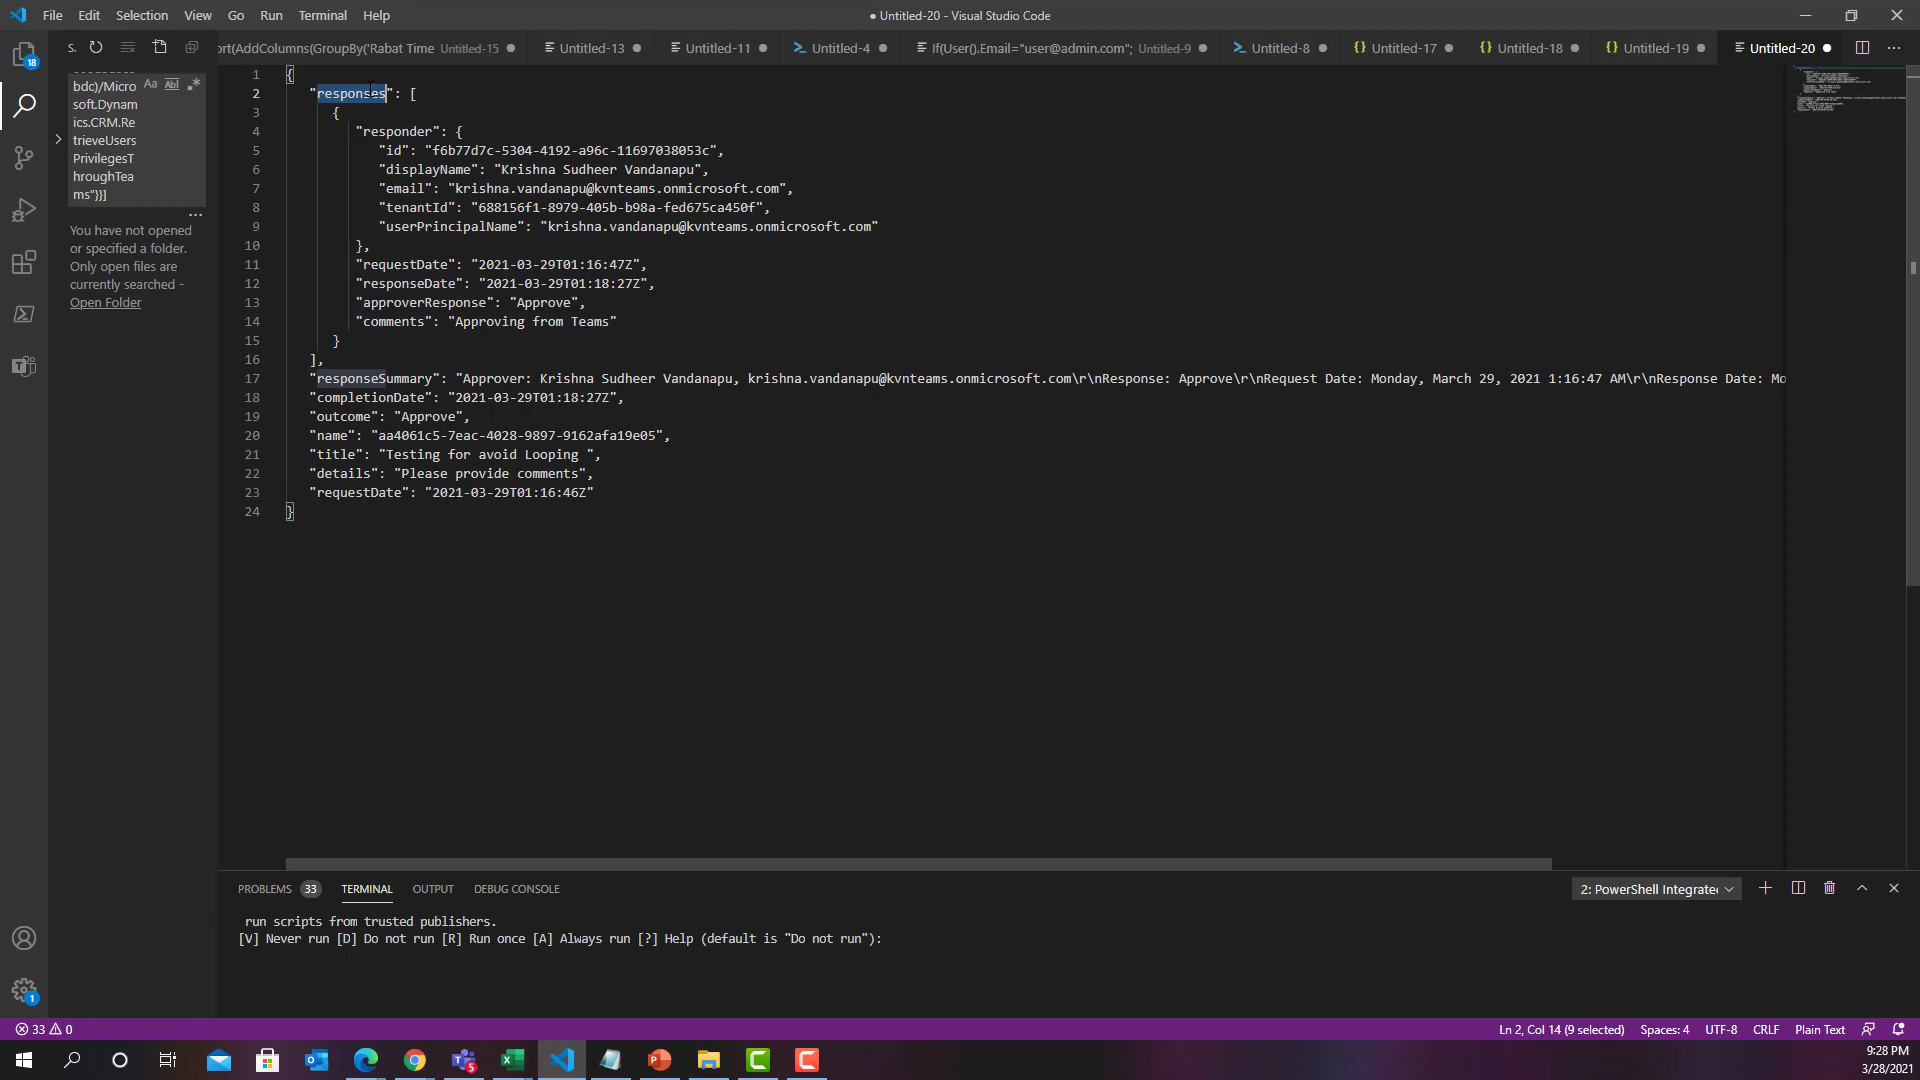 File Edit Selection View Go Run Terminal Help
● Untitled-20 - Visual Studio Code
S.
ort(AddColumns(GroupBy('Rabat Time Untitled-15
Untitled-13
Untitled-11
Untitled-4
If(User().Email="user@admin.com"; Untitled-9
Untitled-8
Untitled-17
Untitled-18
Untitled-19
Untitled-20
18
bdc)/Micro
soft.Dynam
ics.CRM.Re
trieveUsers
PrivilegesT
hroughTea
ms"}}]
Aa Abl
You have not opened
or specified a folder.
Only open files are
currently searched -
Open Folder
1 {
2 "responses": [
3 {
4 "responder": {
5 "id": "f6b77d7c-5304-4192-a96c-11697038053c",
6 "displayName": "Krishna Sudheer Vandanapu",
7 "email": "krishna.vandanapu@kvnteams.onmicrosoft.com",
8 "tenantId": "688156f1-8979-405b-b98a-fed675ca450f",
9 "userPrincipalName": "krishna.vandanapu@kvnteams.onmicrosoft.com"
10 },
11 "requestDate": "2021-03-29T01:16:47Z",
12 "responseDate": "2021-03-29T01:18:27Z",
13 "approverResponse": "Approve",
14 "comments": "Approving from Teams"
15 }
16 ],
17 "responseSummary": "Approver: Krishna Sudheer Vandanapu, krishna.vandanapu@kvnteams.onmicrosoft.com\r\nResponse: Approve\r\nRequest Date: Monday, March 29, 2021 1:16:47 AM\r\nResponse Date: Mo
18 "completionDate": "2021-03-29T01:18:27Z",
19 "outcome": "Approve",
20 "name": "aa4061c5-7eac-4028-9897-9162afa19e05",
21 "title": "Testing for avoid Looping ",
22 "details": "Please provide comments",
23 "requestDate": "2021-03-29T01:16:46Z"
24 }
PROBLEMS 33 TERMINAL OUTPUT DEBUG CONSOLE
2: PowerShell Integrate
run scripts from trusted publishers.
[V] Never run [D] Do not run [R] Run once [A] Always run [?] Help (default is "Do not run"):
1
33 0
Ln 2, Col 14 (9 selected) Spaces: 4 UTF-8 CRLF Plain Text
9:28 PM
3/28/2021